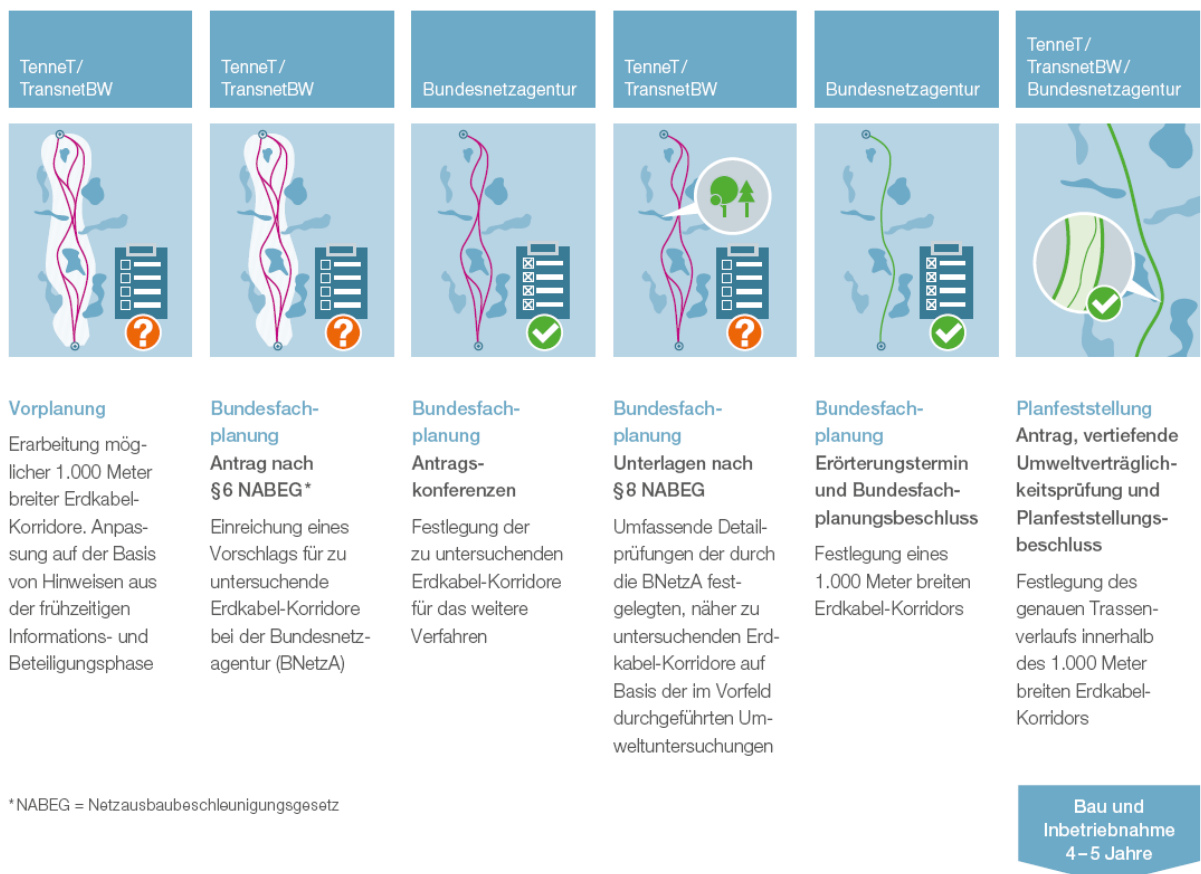 TenneT/
TransnetBW
TenneT/
TransnetBW
Bundesnetzagentur
TenneT/
TransnetBW
Bundesnetzagentur
TenneT/
TransnetBW/
Bundesnetzagentur
Vorplanung
Erarbeitung mög-
licher 1.000 Meter
breiter Erdkabel-
Korridore. Anpas-
sung auf der Basis
von Hinweisen aus
der frühzeitigen
Informations- und
Beteiligungsphase
Bundesfach-
planung
Antrag nach
§6 NABEG*
Einreichung eines
Vorschlags für zu
untersuchende
Erdkabel-Korridore
bei der Bundesnetz-
agentur (BNetzA)
Bundesfach-
planung
Antrags-
konferenzen
Festlegung der
zu untersuchenden
Erdkabel-Korridore
für das weitere
Verfahren
Bundesfach-
planung
Unterlagen nach
§8 NABEG
Umfassende Detail-
prüfungen der durch
die BNetzA fest-
gelegten, näher zu
untersuchenden Erd-
kabel-Korridore auf
Basis der im Vorfeld
durchgeführten Um-
weltuntersuchungen
Bundesfach-
planung
Erörterungstermin
und Bundesfach-
planungsbeschluss
Festlegung eines
1.000 Meter breiten
Erdkabel-Korridors
Planfeststellung
Antrag, vertiefende
Umweltverträglich-
keitsprüfung und
Planfeststellungs-
beschluss
Festlegung des
genauen Trassen-
verlaufs innerhalb
des 1.000 Meter
breiten Erdkabel-
Korridors
*NABEG = Netzausbaubeschleunigungsgesetz
Bau und
Inbetriebnahme
4–5 Jahre